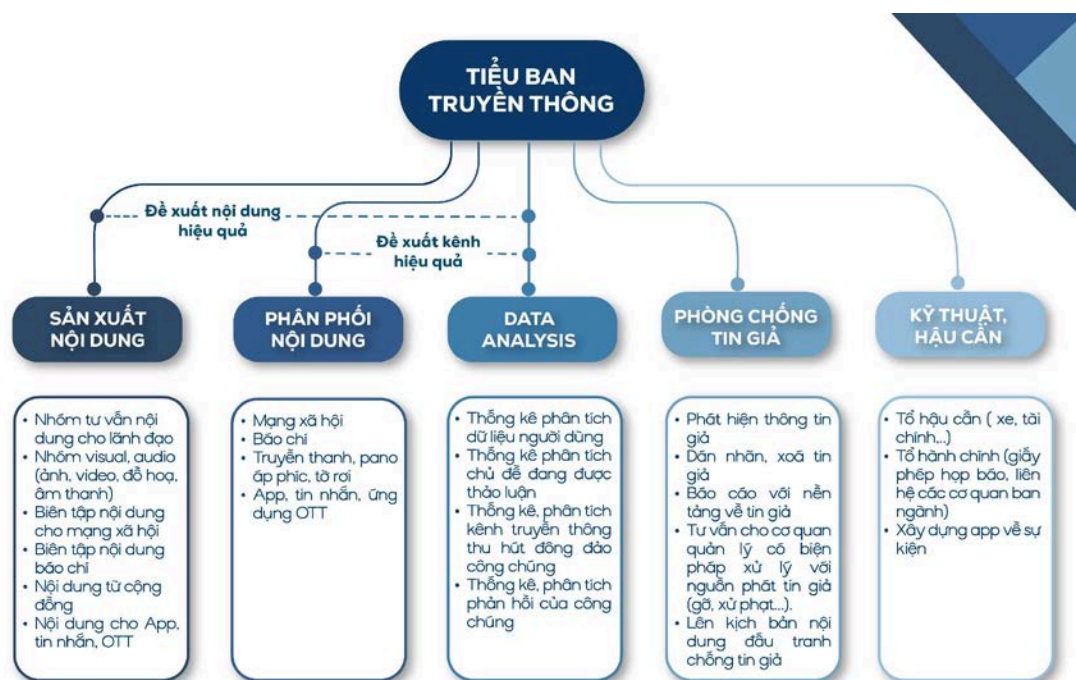 TIỂU BAN
TRUYỀN THÔNG
Đề xuất nội dung
hiệu quả
Đề xuất kênh
hiệu quả
SẢN XUẤT
NỘI DUNG
PHÂN PHỐI
NỘI DUNG
DATA
ANALYSIS
PHÒNG CHỐNG
TIN GIẢ
KỸ THUẬT,
HẬU CẦN
• Nhóm tư vấn nội
dung cho lãnh đạo
• Nhóm visual, audio
(ảnh, video, đồ hoạ,
âm thanh)
• Biên tập nội dung
cho mạng xã hội
• Biên tập nội dung
báo chí
• Nội dung từ cộng
đồng
• Nội dung cho App,
tin nhắn, OTT
• Mạng xã hội
• Báo chí
• Truyền thanh, pano
áp phic, tờ rơi
• App, tin nhắn, ứng
dụng OTT
• Thống kê phân tích
dữ liệu người dùng
• Thống kê phân tích
chủ đề đang được
thảo luận
• Thống kê, phân tích
kênh truyền thông
thu hút đông đảo
công chúng
• Thống kê, phân tích
phản hồi của công
chúng
• Phát hiện thông tin
giả
• Dán nhãn, xoá tin
giả
• Báo cáo với nền
tảng về tin giả
• Tư vấn cho cơ quan
quản lý có biện
pháp xử lý với
nguồn phát tin giả
(gỡ, xử phạt...).
• Lên kịch bản nội
dung đấu tranh
chống tin giả
• Tổ hậu cần ( xe, tài
chính,..)
• Tổ hành chính (giấy
phép họp báo, liên
hệ các cơ quan ban
ngành)
• Xây dựng app về sự
kiện